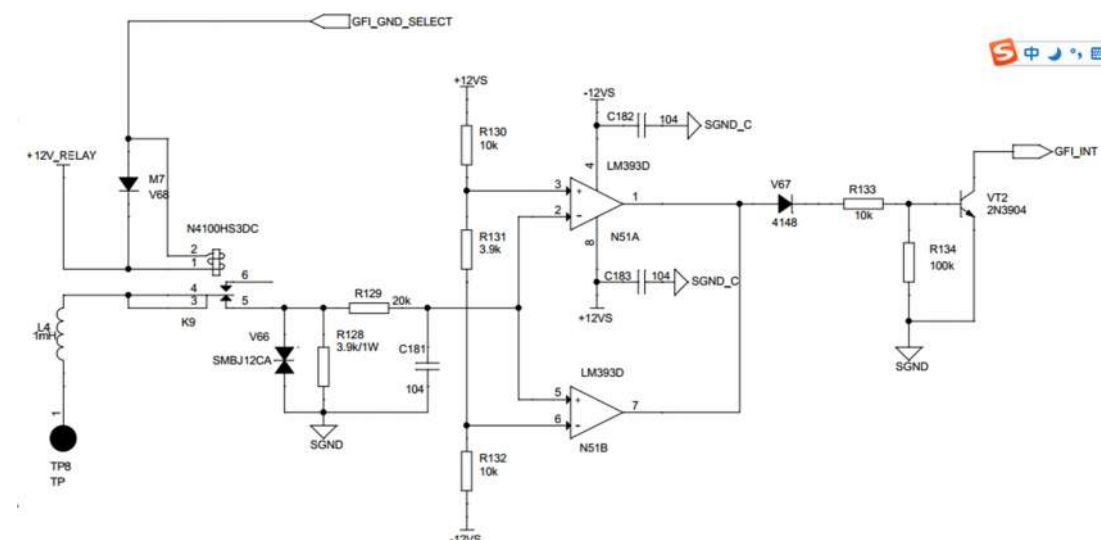 GFI_GND_SELECT
S中
+12VS
-12VS
C182
104
SGND_C
R130
10k
4
LM393D
GFI_INT
+12V_RELAY
M7
V68
3
+
1
2
-
V67
4148
R133
10k
VT2
2N3904
N4100HS3DC
2
1
R131
3.9k
8
N51A
R134
100k
6
C183
104
SGND_C
4
3
5
R129
20k
+12VS
K9
L4
1mH
V66
SMBJ12CA
R128
3.9k/1W
C181
104
LM393D
SGND
5
+
7
6
-
1
SGND
N51B
R132
10k
TP8
TP
-12VS